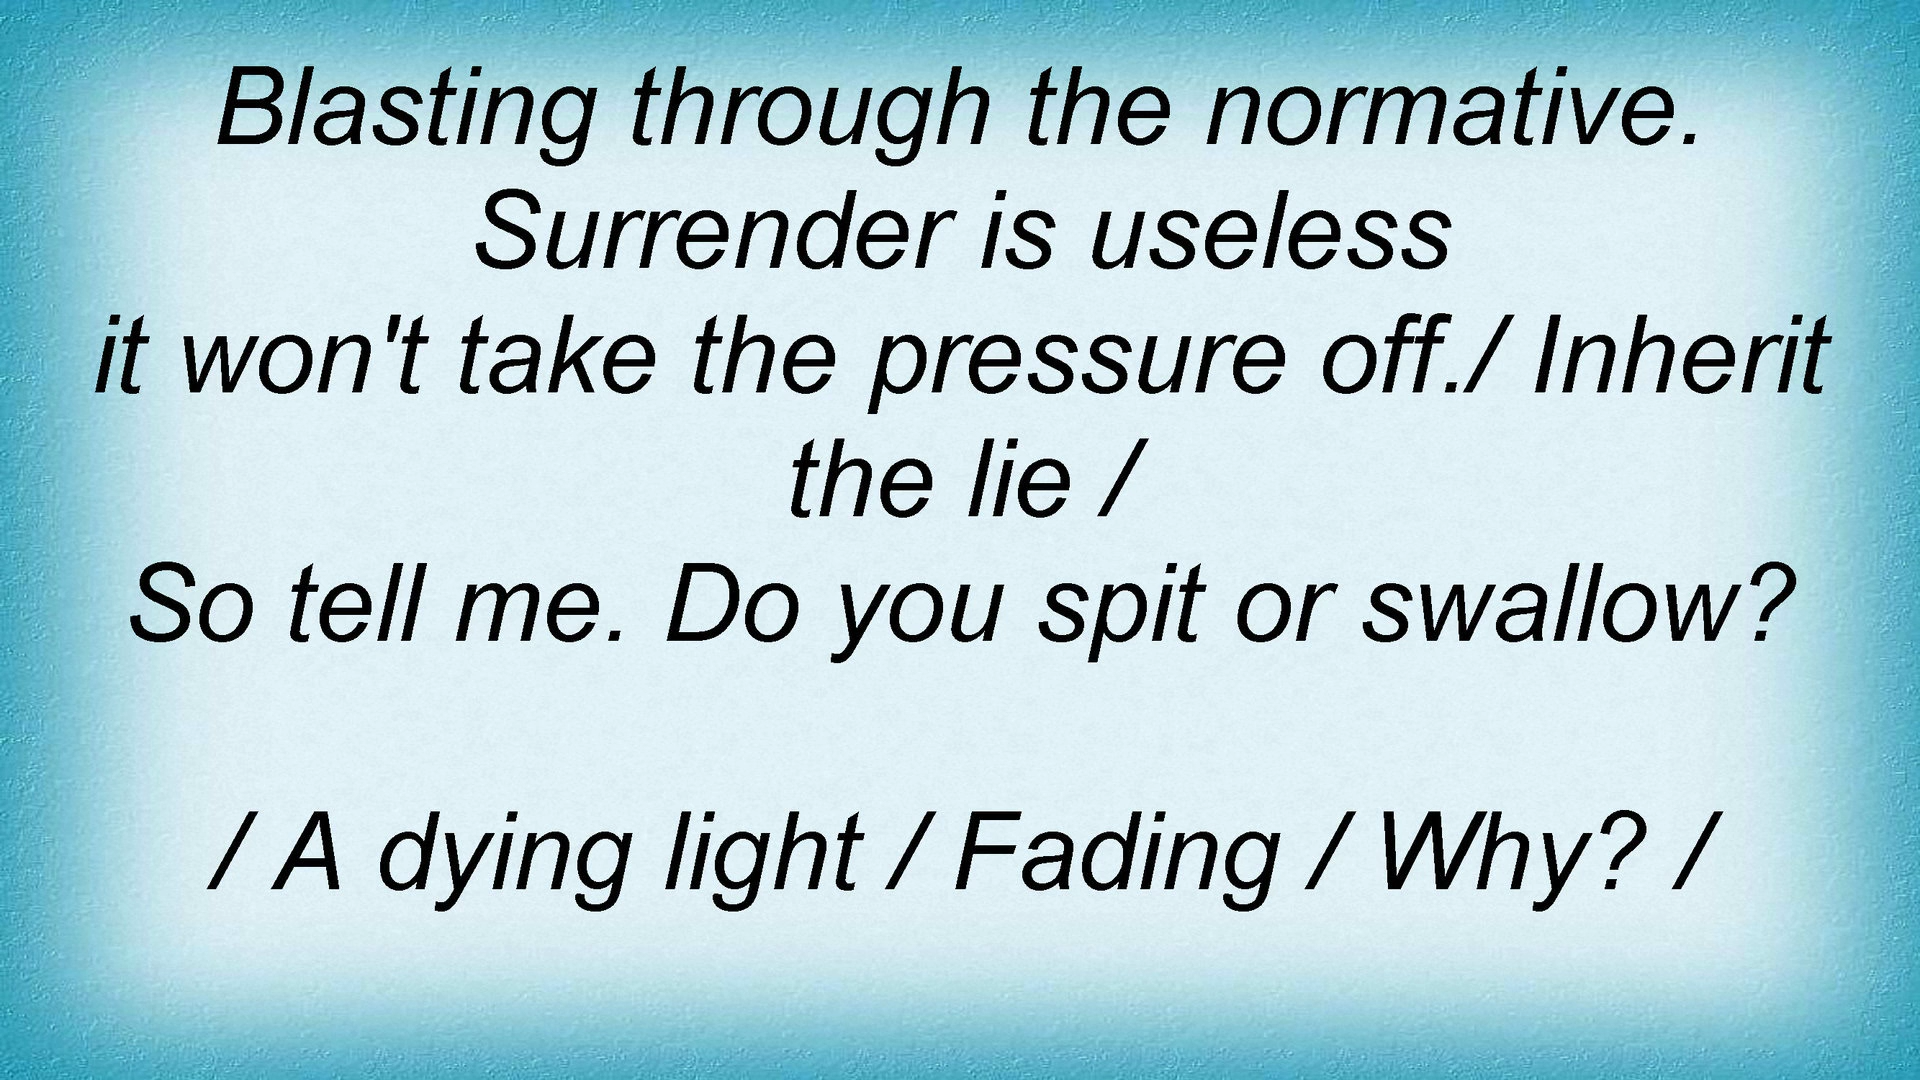 Blasting through the normative.
Surrender is useless
it won't take the pressure off./ Inherit
the lie /
So tell me. Do you spit or swallow?
/ A dying light / Fading / Why? /